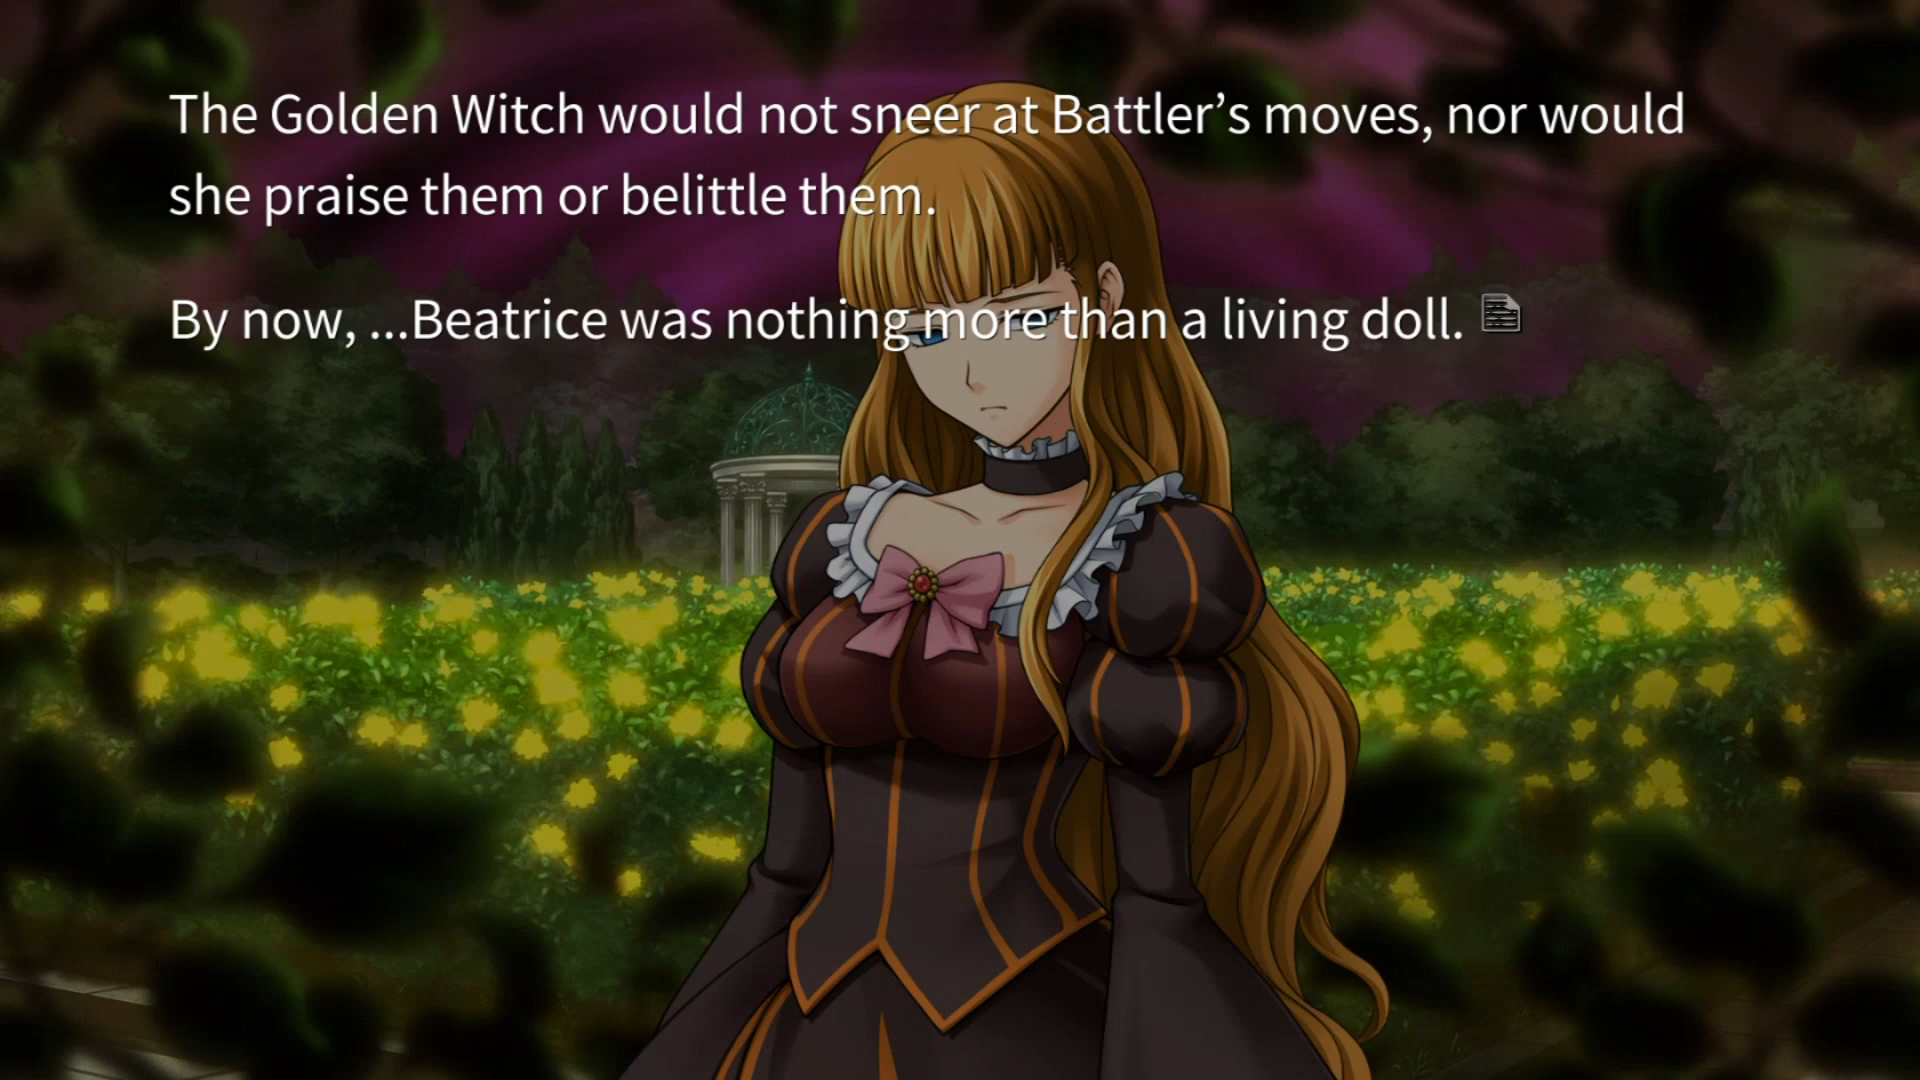 The Golden Witch would not sneer at Battler’s moves, nor would
she praise them or belittle them.
By now, ...Beatrice was nothing more than a living doll.